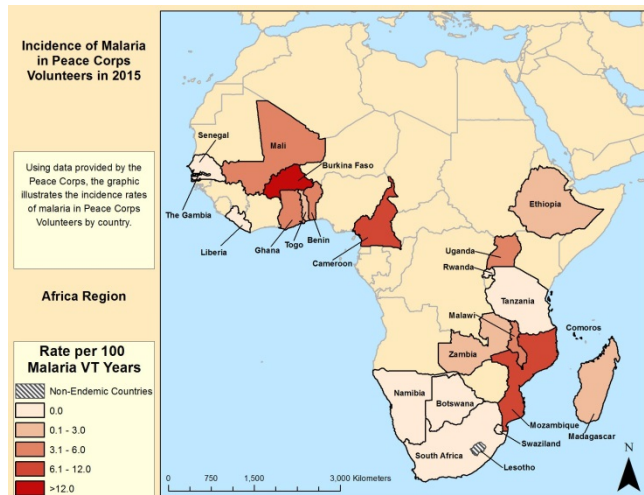 Incidence of Malaria
in Peace Corps
Volunteers in 2015
Using data provided by the
Peace Corps, the graphic
illustrates the incidence rates
of malaria in Peace Corps
Volunteers by country.
Africa Region
Rate per 100
Malaria VT Years
Non-Endemic Countries
0.0
0.1 - 3.0
3.1 - 6.0
6.1 - 12.0
>12.0
Senegal
Mali
Burkina Faso
The Gambia
Liberia
Ghana
Togo
Benin
Cameroon
Ethiopia
Uganda
Rwanda
Tanzania
Malawi
Comoros
Zambia
Namibia
Botswana
Mozambique
Madagascar
Swaziland
South Africa
Lesotho
0 750 1,500 3,000 Kilometers
N